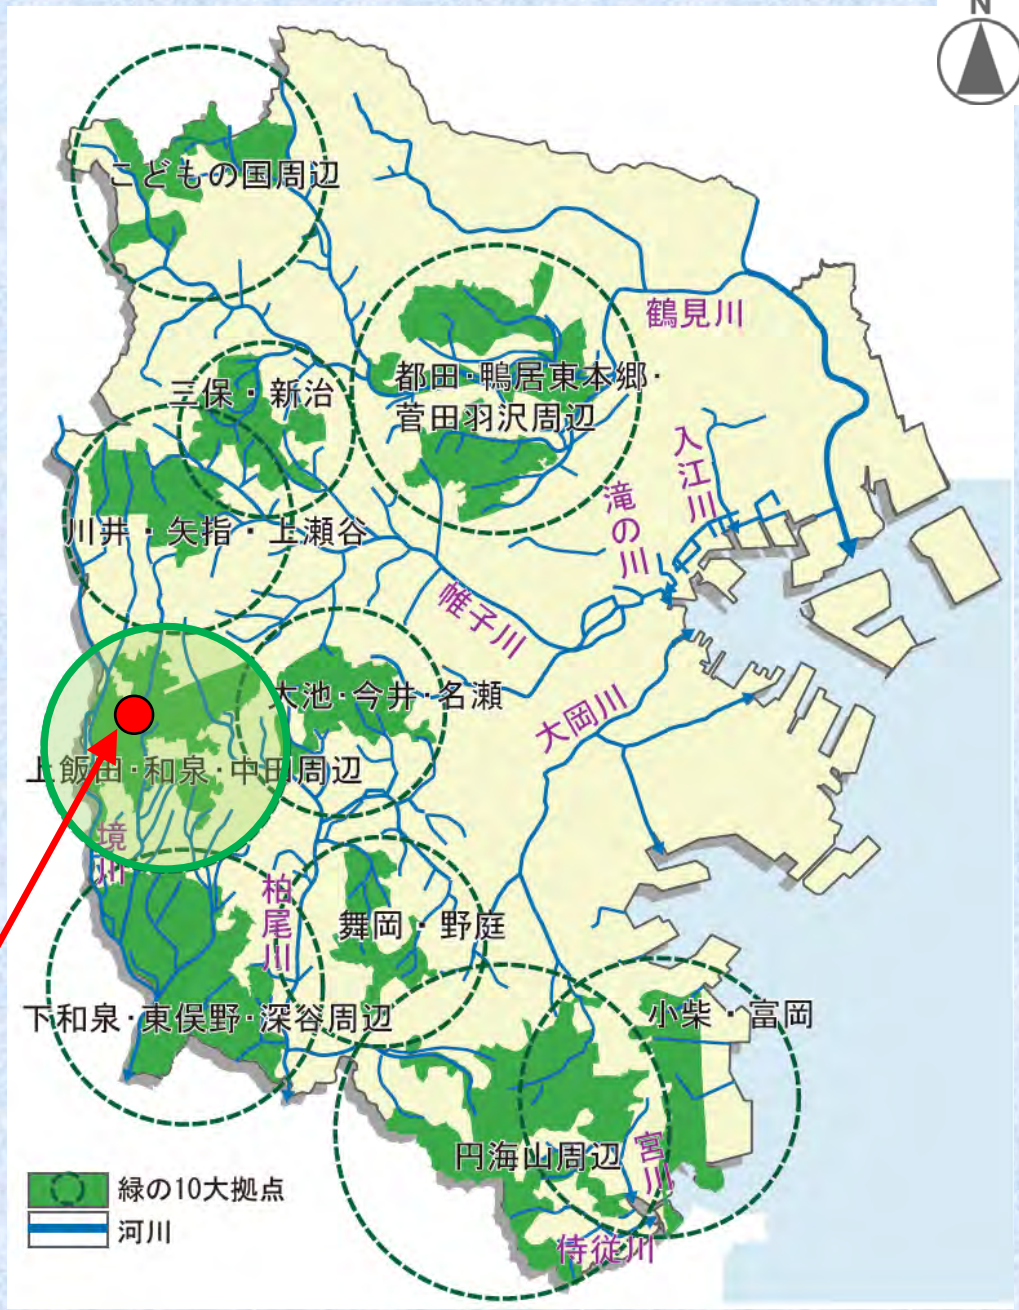 N
こどもの国周辺
鶴見川
都田・鴨居東本郷・
菅田羽沢周辺
三保・新治
入江川
滝の川
川井・矢指・上瀬谷
帷子川
大池・今井・名瀬
大岡川
上飯田・和泉・中田周辺
境川
柏尾川
舞岡・野庭
下和泉・東俣野・深谷周辺
小柴・富岡
円海山周辺
宮川
侍従川
緑の10大拠点
河川